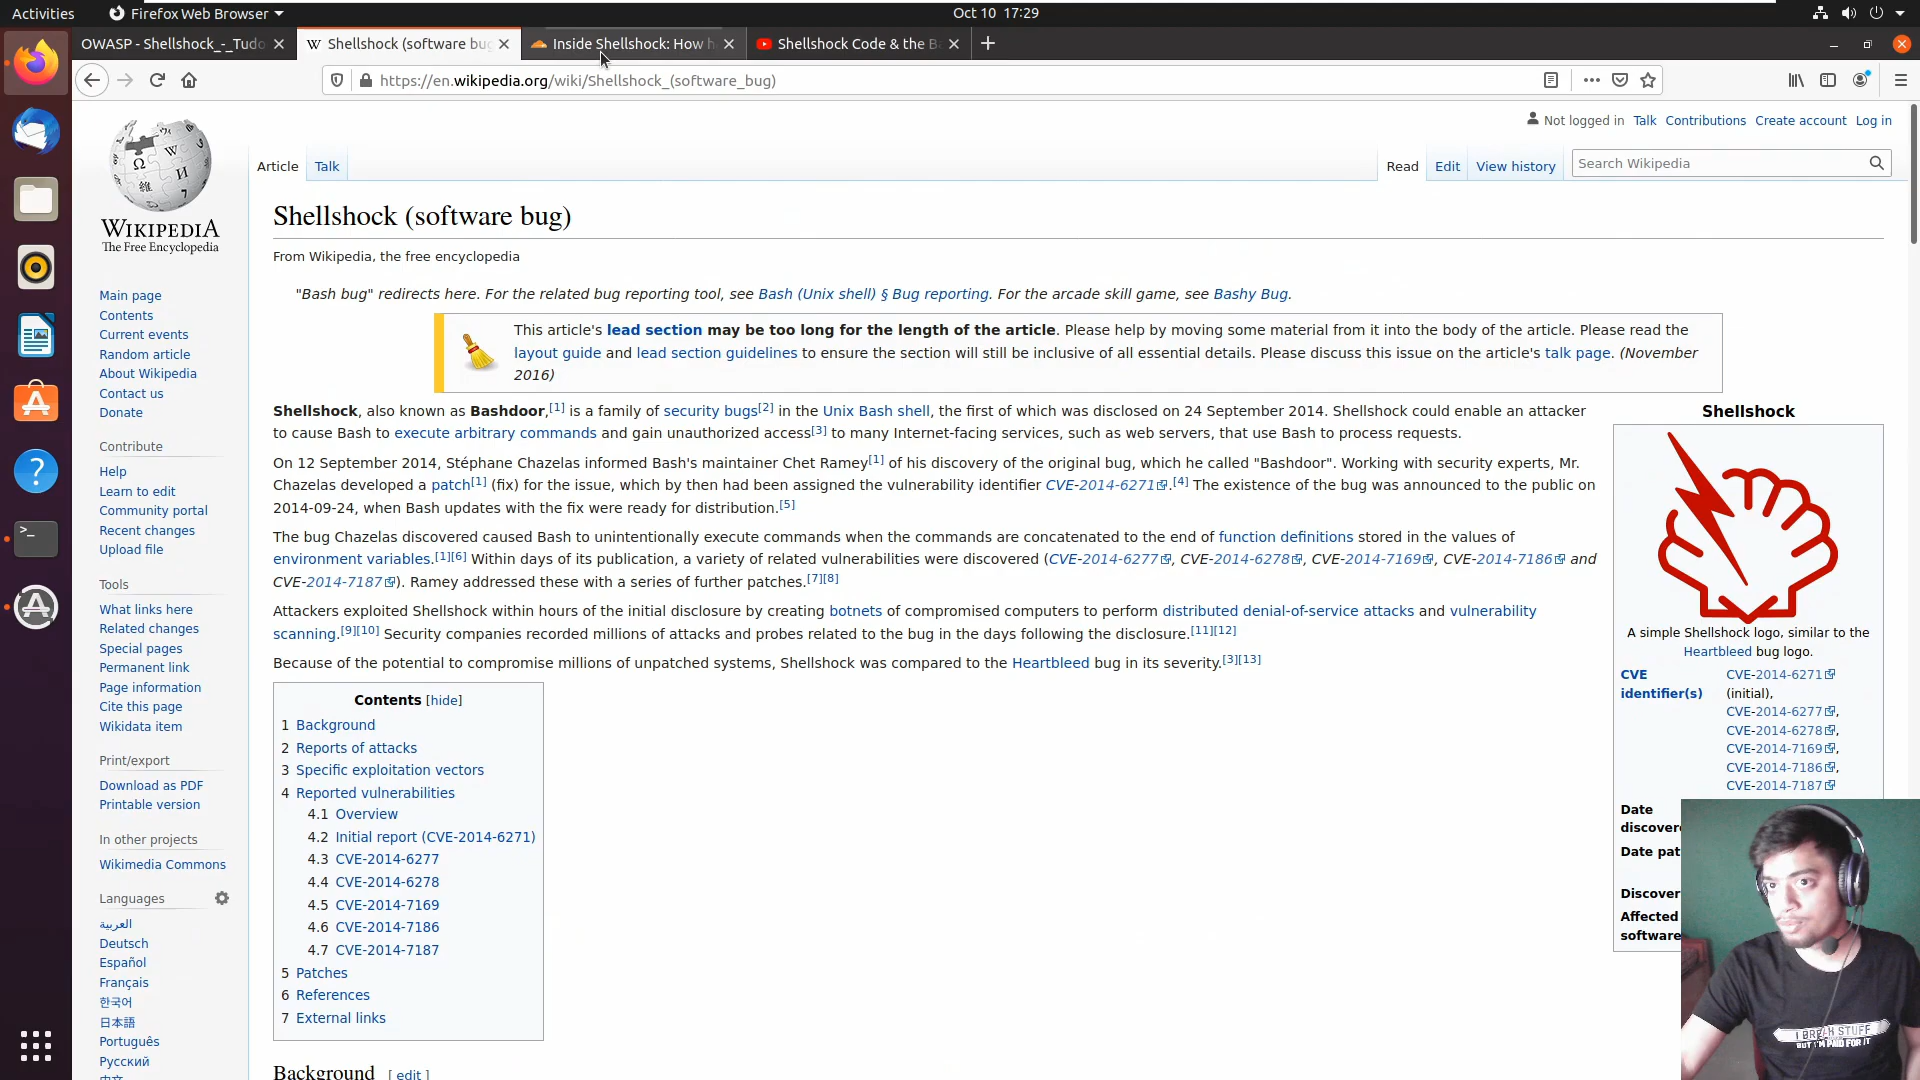 Activities
Firefox Web Browser
Oct 10 17:29
OWASP - Shellshock_-_Tudo
Shellshock (software bug
Inside Shellshock: How h
Shellshock Code & the Ba
https://en.wikipedia.org/wiki/Shellshock_(software_bug)
Not logged in Talk Contributions Create account Log in
Article Talk
Read Edit View history
Search Wikipedia
WIKIPEDIA
The Free Encyclopedia
Main page
Contents
Current events
Random article
About Wikipedia
Contact us
Donate
Contribute
Help
Learn to edit
Community portal
Recent changes
Upload file
Tools
What links here
Related changes
Special pages
Permanent link
Page information
Cite this page
Wikidata item
Print/export
Download as PDF
Printable version
In other projects
Wikimedia Commons
Languages
العربية
Deutsch
Español
Français
한국어
日本語
Português
Русский
Shellshock (software bug)
From Wikipedia, the free encyclopedia
"Bash bug" redirects here. For the related bug reporting tool, see Bash (Unix shell) § Bug reporting. For the arcade skill game, see Bashy Bug.
This article's lead section may be too long for the length of the article. Please help by moving some material from it into the body of the article. Please read the
layout guide and lead section guidelines to ensure the section will still be inclusive of all essential details. Please discuss this issue on the article's talk page. (November
2016)
Shellshock, also known as Bashdoor,[1] is a family of security bugs[2] in the Unix Bash shell, the first of which was disclosed on 24 September 2014. Shellshock could enable an attacker
to cause Bash to execute arbitrary commands and gain unauthorized access[3] to many Internet-facing services, such as web servers, that use Bash to process requests.
On 12 September 2014, Stéphane Chazelas informed Bash's maintainer Chet Ramey[1] of his discovery of the original bug, which he called "Bashdoor". Working with security experts, Mr.
Chazelas developed a patch[1] (fix) for the issue, which by then had been assigned the vulnerability identifier CVE-2014-6271.[4] The existence of the bug was announced to the public on
2014-09-24, when Bash updates with the fix were ready for distribution.[5]
The bug Chazelas discovered caused Bash to unintentionally execute commands when the commands are concatenated to the end of function definitions stored in the values of
environment variables.[1][6] Within days of its publication, a variety of related vulnerabilities were discovered (CVE-2014-6277, CVE-2014-6278, CVE-2014-7169, CVE-2014-7186 and
CVE-2014-7187). Ramey addressed these with a series of further patches.[7][8]
Attackers exploited Shellshock within hours of the initial disclosure by creating botnets of compromised computers to perform distributed denial-of-service attacks and vulnerability
scanning.[9][10] Security companies recorded millions of attacks and probes related to the bug in the days following the disclosure.[11][12]
Because of the potential to compromise millions of unpatched systems, Shellshock was compared to the Heartbleed bug in its severity.[3][13]
Contents [hide]
1 Background
2 Reports of attacks
3 Specific exploitation vectors
4 Reported vulnerabilities
4.1 Overview
4.2 Initial report (CVE-2014-6271)
4.3 CVE-2014-6277
4.4 CVE-2014-6278
4.5 CVE-2014-7169
4.6 CVE-2014-7186
4.7 CVE-2014-7187
5 Patches
6 References
7 External links
Background [ edit ]
Shellshock
A simple Shellshock logo, similar to the
Heartbleed bug logo.
CVE identifier(s)
CVE-2014-6271
(initial),
CVE-2014-6277,
CVE-2014-6278,
CVE-2014-7169,
CVE-2014-7186,
CVE-2014-7187
Date
discovere
Date pat
Discover
Affected
software
I BREAK STUFF
BUT I'M PAID FOR IT